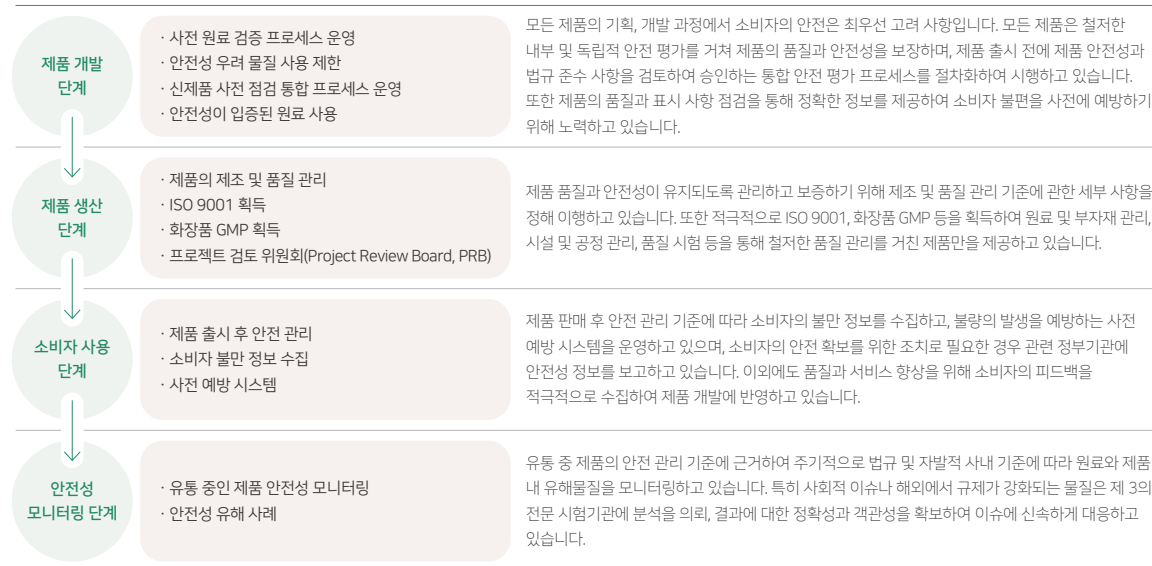 제품 개발
단계
· 사전 원료 검증 프로세스 운영
· 안전성 우려 물질 사용 제한
· 신제품 사전 점검 통합 프로세스 운영
· 안전성이 입증된 원료 사용
모든 제품의 기획, 개발 과정에서 소비자의 안전은 최우선 고려 사항입니다. 모든 제품은 철저한
내부 및 독립적 안전 평가를 거쳐 제품의 품질과 안전성을 보장하며, 제품 출시 전에 제품 안전성과
법규 준수 사항을 검토하여 승인하는 통합 안전 평가 프로세스를 절차화하여 시행하고 있습니다.
또한 제품의 품질과 표시 사항 점검을 통해 정확한 정보를 제공하여 소비자 불편을 사전에 예방하기
위해 노력하고 있습니다.
제품 생산
단계
· 제품의 제조 및 품질 관리
· ISO 9001 획득
· 화장품 GMP 획득
· 프로젝트 검토 위원회(Project Review Board, PRB)
제품 품질과 안전성이 유지되도록 관리하고 보증하기 위해 제조 및 품질 관리 기준에 관한 세부 사항을
정해 이행하고 있습니다. 또한 적극적으로 ISO 9001, 화장품 GMP 등을 획득하여 원료 및 부자재 관리,
시설 및 공정 관리, 품질 시험 등을 통해 철저한 품질 관리를 거친 제품만을 제공하고 있습니다.
소비자 사용
단계
· 제품 출시 후 안전 관리
· 소비자 불만 정보 수집
· 사전 예방 시스템
제품 판매 후 안전 관리 기준에 따라 소비자의 불만 정보를 수집하고, 불량의 발생을 예방하는 사전
예방 시스템을 운영하고 있으며, 소비자의 안전 확보를 위한 조치로 필요한 경우 관련 정부기관에
안전성 정보를 보고하고 있습니다. 이외에도 품질과 서비스 향상을 위해 소비자의 피드백을
적극적으로 수집하여 제품 개발에 반영하고 있습니다.
안전성
모니터링 단계
· 유통 중인 제품 안전성 모니터링
· 안전성 유해 사례
유통 중 제품의 안전 관리 기준에 근거하여 주기적으로 법규 및 자발적 사내 기준에 따라 원료와 제품
내 유해물질을 모니터링하고 있습니다. 특히 사회적 이슈나 해외에서 규제가 강화되는 물질은 제 3의
전문 시험기관에 분석을 의뢰, 결과에 대한 정확성과 객관성을 확보하여 이슈에 신속하게 대응하고
있습니다.